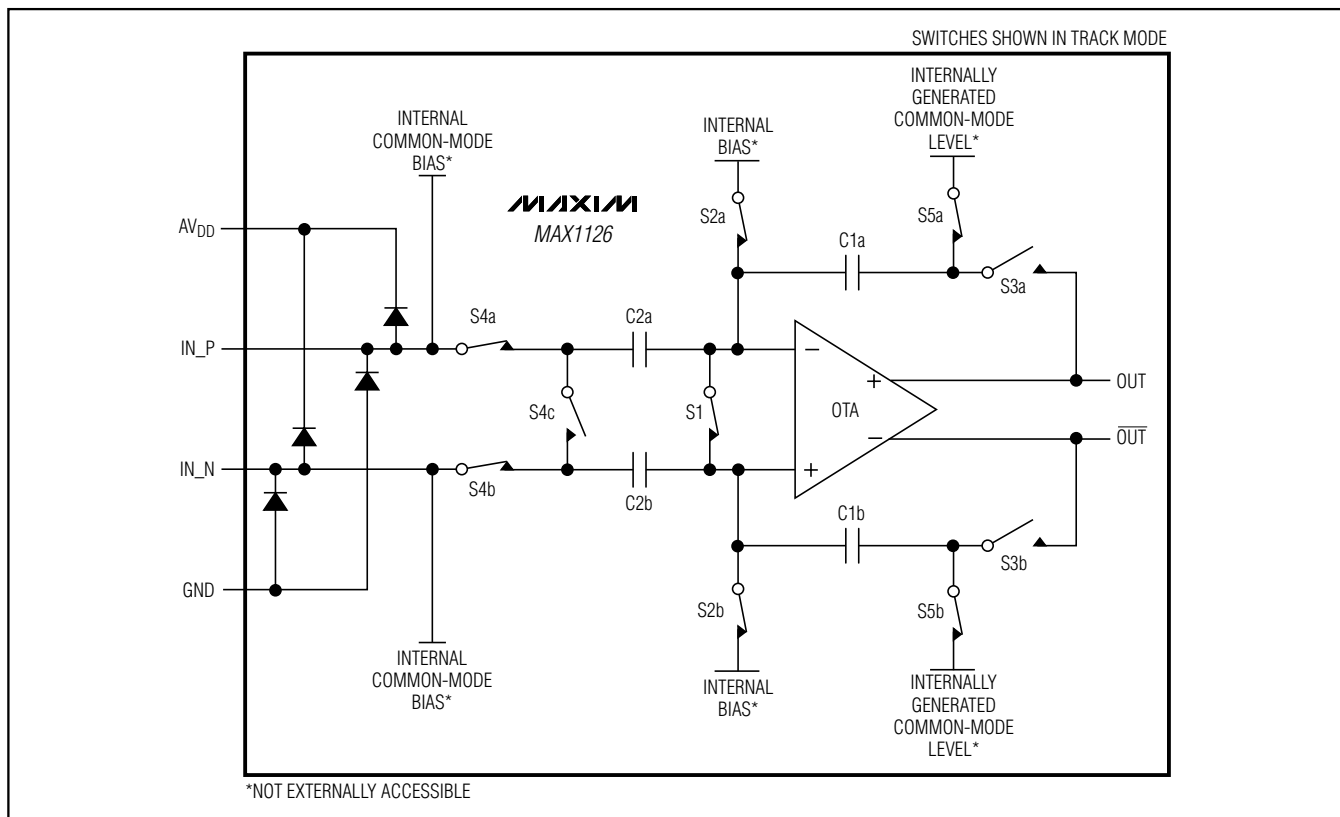 SWITCHES SHOWN IN TRACK MODE
INTERNAL
COMMON-MODE
BIAS*
INTERNAL
BIAS*
INTERNALLY
GENERATED
COMMON-MODE
LEVEL*
MAXIM
MAX1126
S2a
S5a
AVDD
C1a
S3a
S4a
C2a
IN_P
−
+
OUT
S4c
S1
OTA
−
OUT
IN_N
+
S4b
C2b
C1b
S3b
GND
S2b
S5b
INTERNAL
COMMON-MODE
BIAS*
INTERNAL
BIAS*
INTERNALLY
GENERATED
COMMON-MODE
LEVEL*
*NOT EXTERNALLY ACCESSIBLE